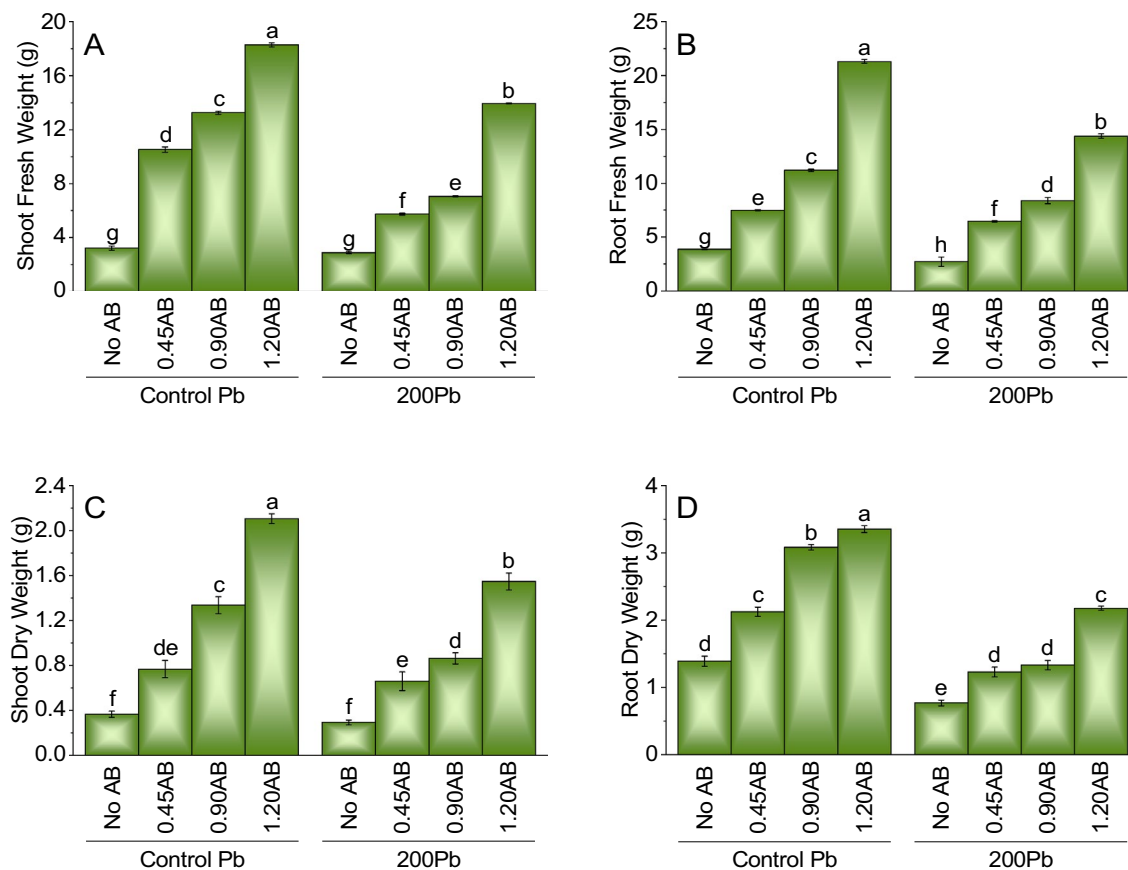 A
Shoot Fresh Weight (g)
20
16
12
8
4
0
g
d
c
a
g
f
e
b
No AB
0.45AB
0.90AB
1.20AB
No AB
0.45AB
0.90AB
1.20AB
Control Pb
200Pb
B
Root Fresh Weight (g)
25
20
15
10
5
0
g
e
c
a
h
f
d
b
No AB
0.45AB
0.90AB
1.20AB
No AB
0.45AB
0.90AB
1.20AB
Control Pb
200Pb
C
Shoot Dry Weight (g)
2.4
2.0
1.6
1.2
0.8
0.4
0.0
f
de
c
a
f
e
d
b
No AB
0.45AB
0.90AB
1.20AB
No AB
0.45AB
0.90AB
1.20AB
Control Pb
200Pb
D
Root Dry Weight (g)
4
3
2
1
0
d
c
b
a
e
d
d
c
No AB
0.45AB
0.90AB
1.20AB
No AB
0.45AB
0.90AB
1.20AB
Control Pb
200Pb